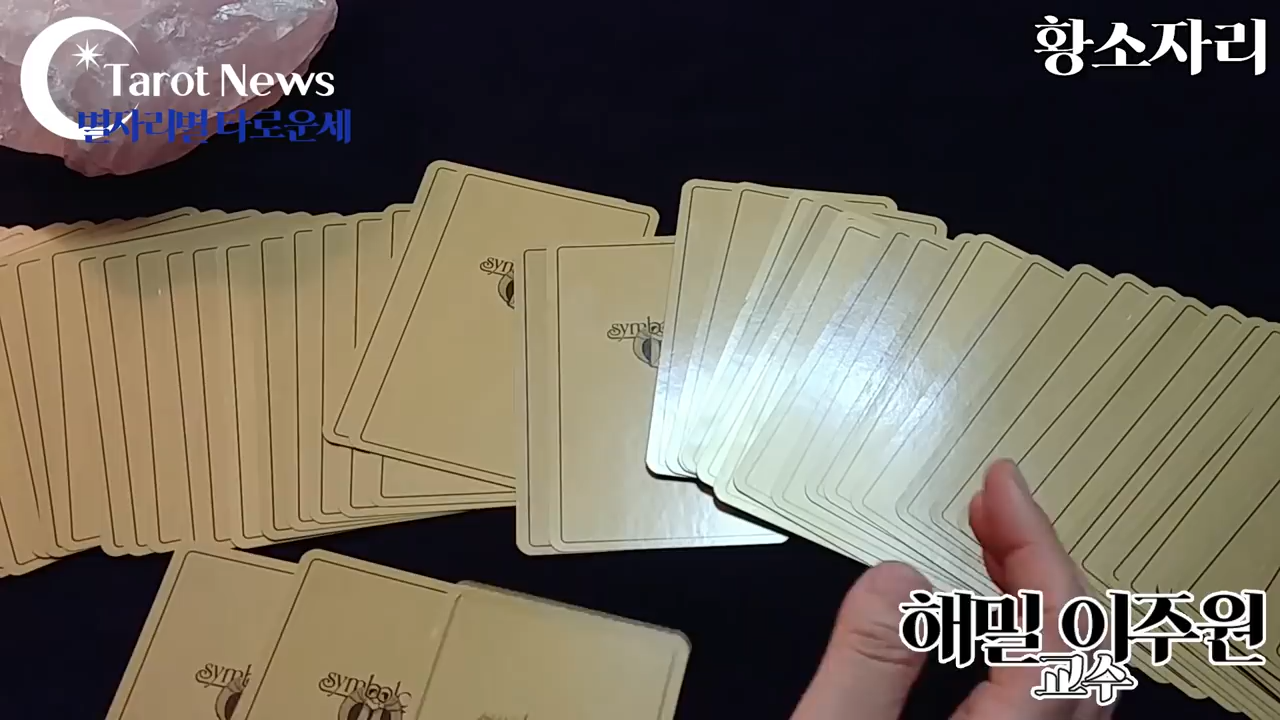 황소자리
Tarot News
별자리별 타로운세
symbolic
해밀 이주원
교수